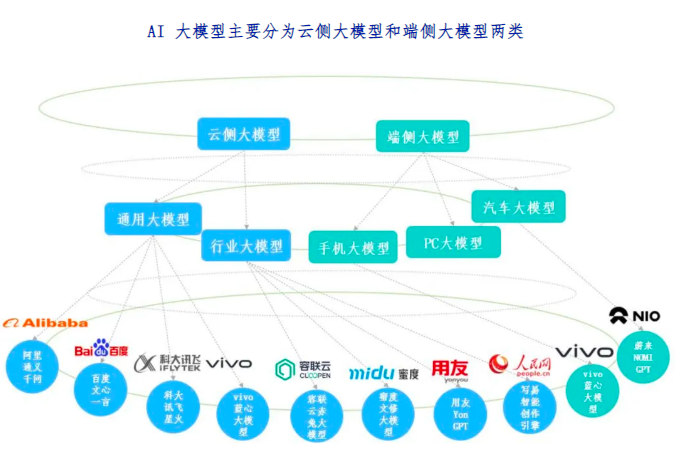 AI 大模型主要分为云侧大模型和端侧大模型两类
云侧大模型
端侧大模型
通用大模型
行业大模型
手机大模型
PC大模型
汽车大模型
Alibaba
Bai百度
科大讯飞
iFLYTEK
vivo
容联云
CLOOPEN
midu 蜜度
用友
yonyou
人民网
people.cn
vivo
NIO
阿里
通义
千问
百度
文心
一言
科大
讯飞
星火
vivo
蓝心
大模
型
容联
云赤
兔大
模型
蜜度
文修
大模
型
用友
Yon
GPT
写易
智能
创作
引擎
vivo
蓝心
大模
型
蔚来
NOMI
GPT